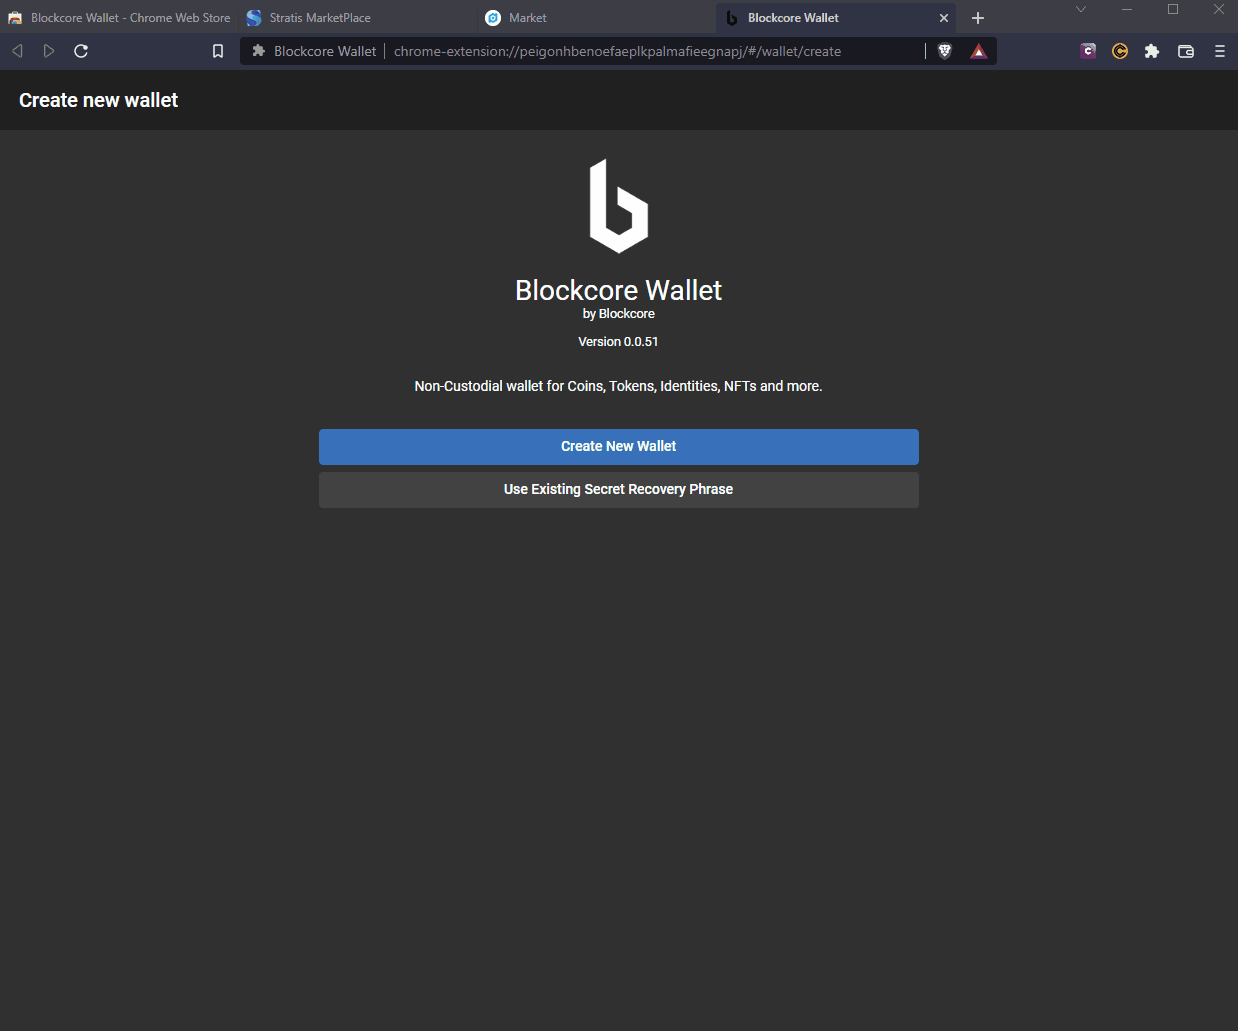 Blockcore Wallet - Chrome Web Store
Stratis MarketPlace
Market
Blockcore Wallet
Blockcore Wallet
chrome-extension://peigonhbenoefaeplkpalmafieegnapj/#/wallet/create
Create new wallet
Blockcore Wallet
by Blockcore
Version 0.0.51
Non-Custodial wallet for Coins, Tokens, Identities, NFTs and more.
Create New Wallet
Use Existing Secret Recovery Phrase